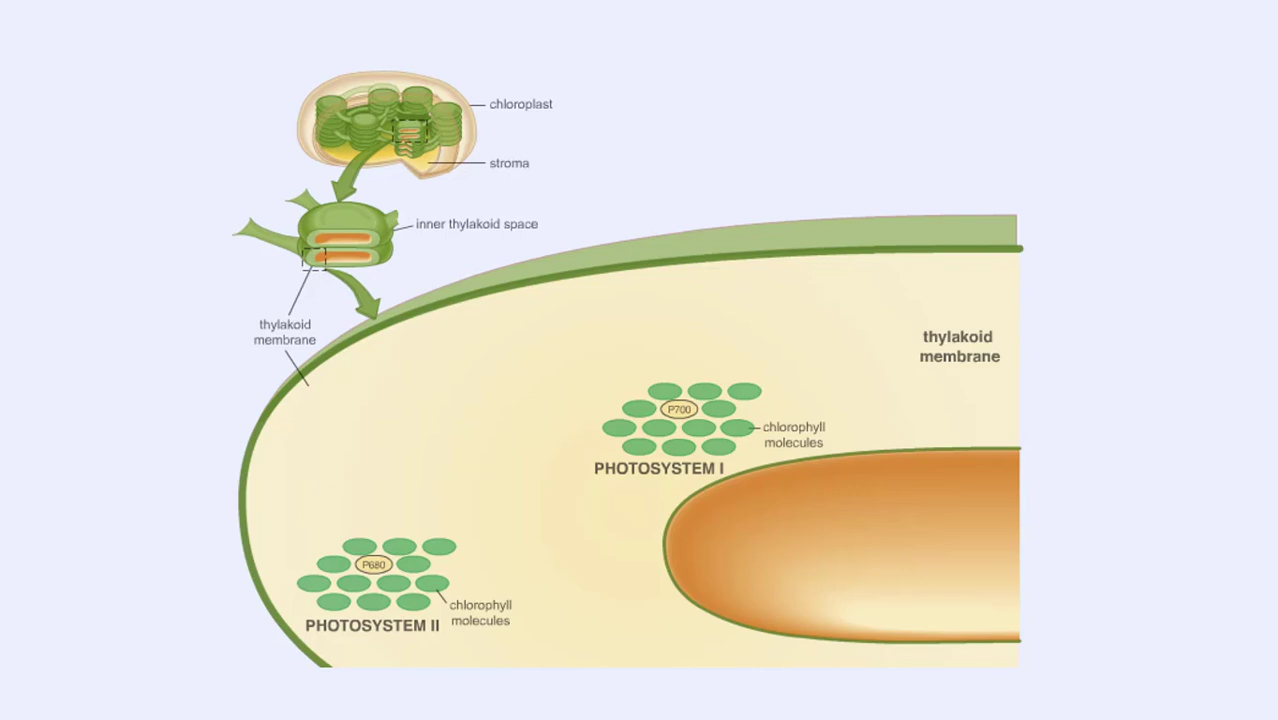 chloroplast
stroma
inner thylakoid space
thylakoid
membrane
thylakoid
membrane
P700
chlorophyll
molecules
PHOTOSYSTEM I
P680
chlorophyll
molecules
PHOTOSYSTEM II